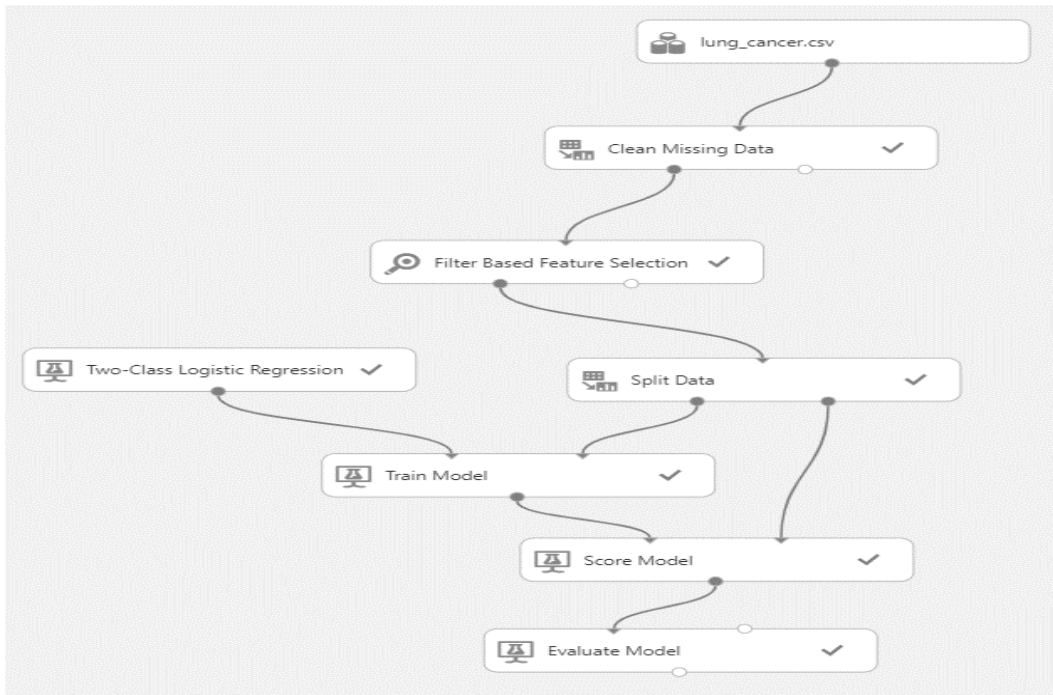 lung_cancer.csv
Clean Missing Data
Filter Based Feature Selection
Two-Class Logistic Regression
Split Data
Train Model
Score Model
Evaluate Model